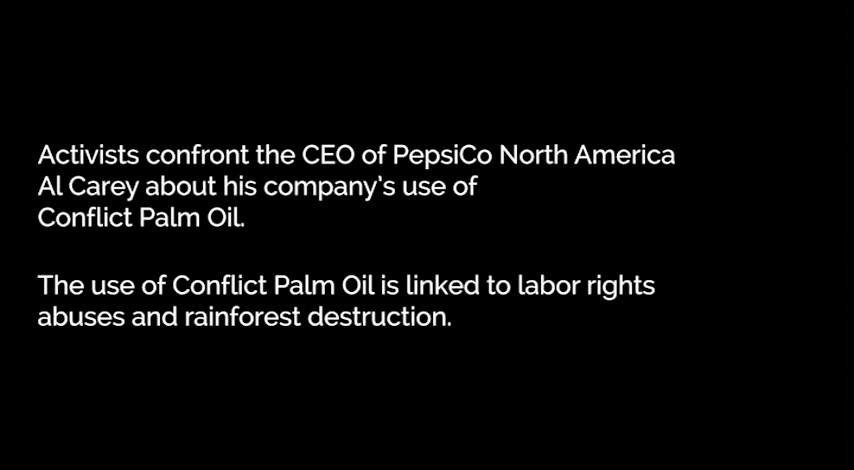 Activists confront the CEO of PepsiCo North America
Al Carey about his company's use of
Conflict Palm Oil.
The use of Conflict Palm Oil is linked to labor rights
abuses and rainforest destruction.